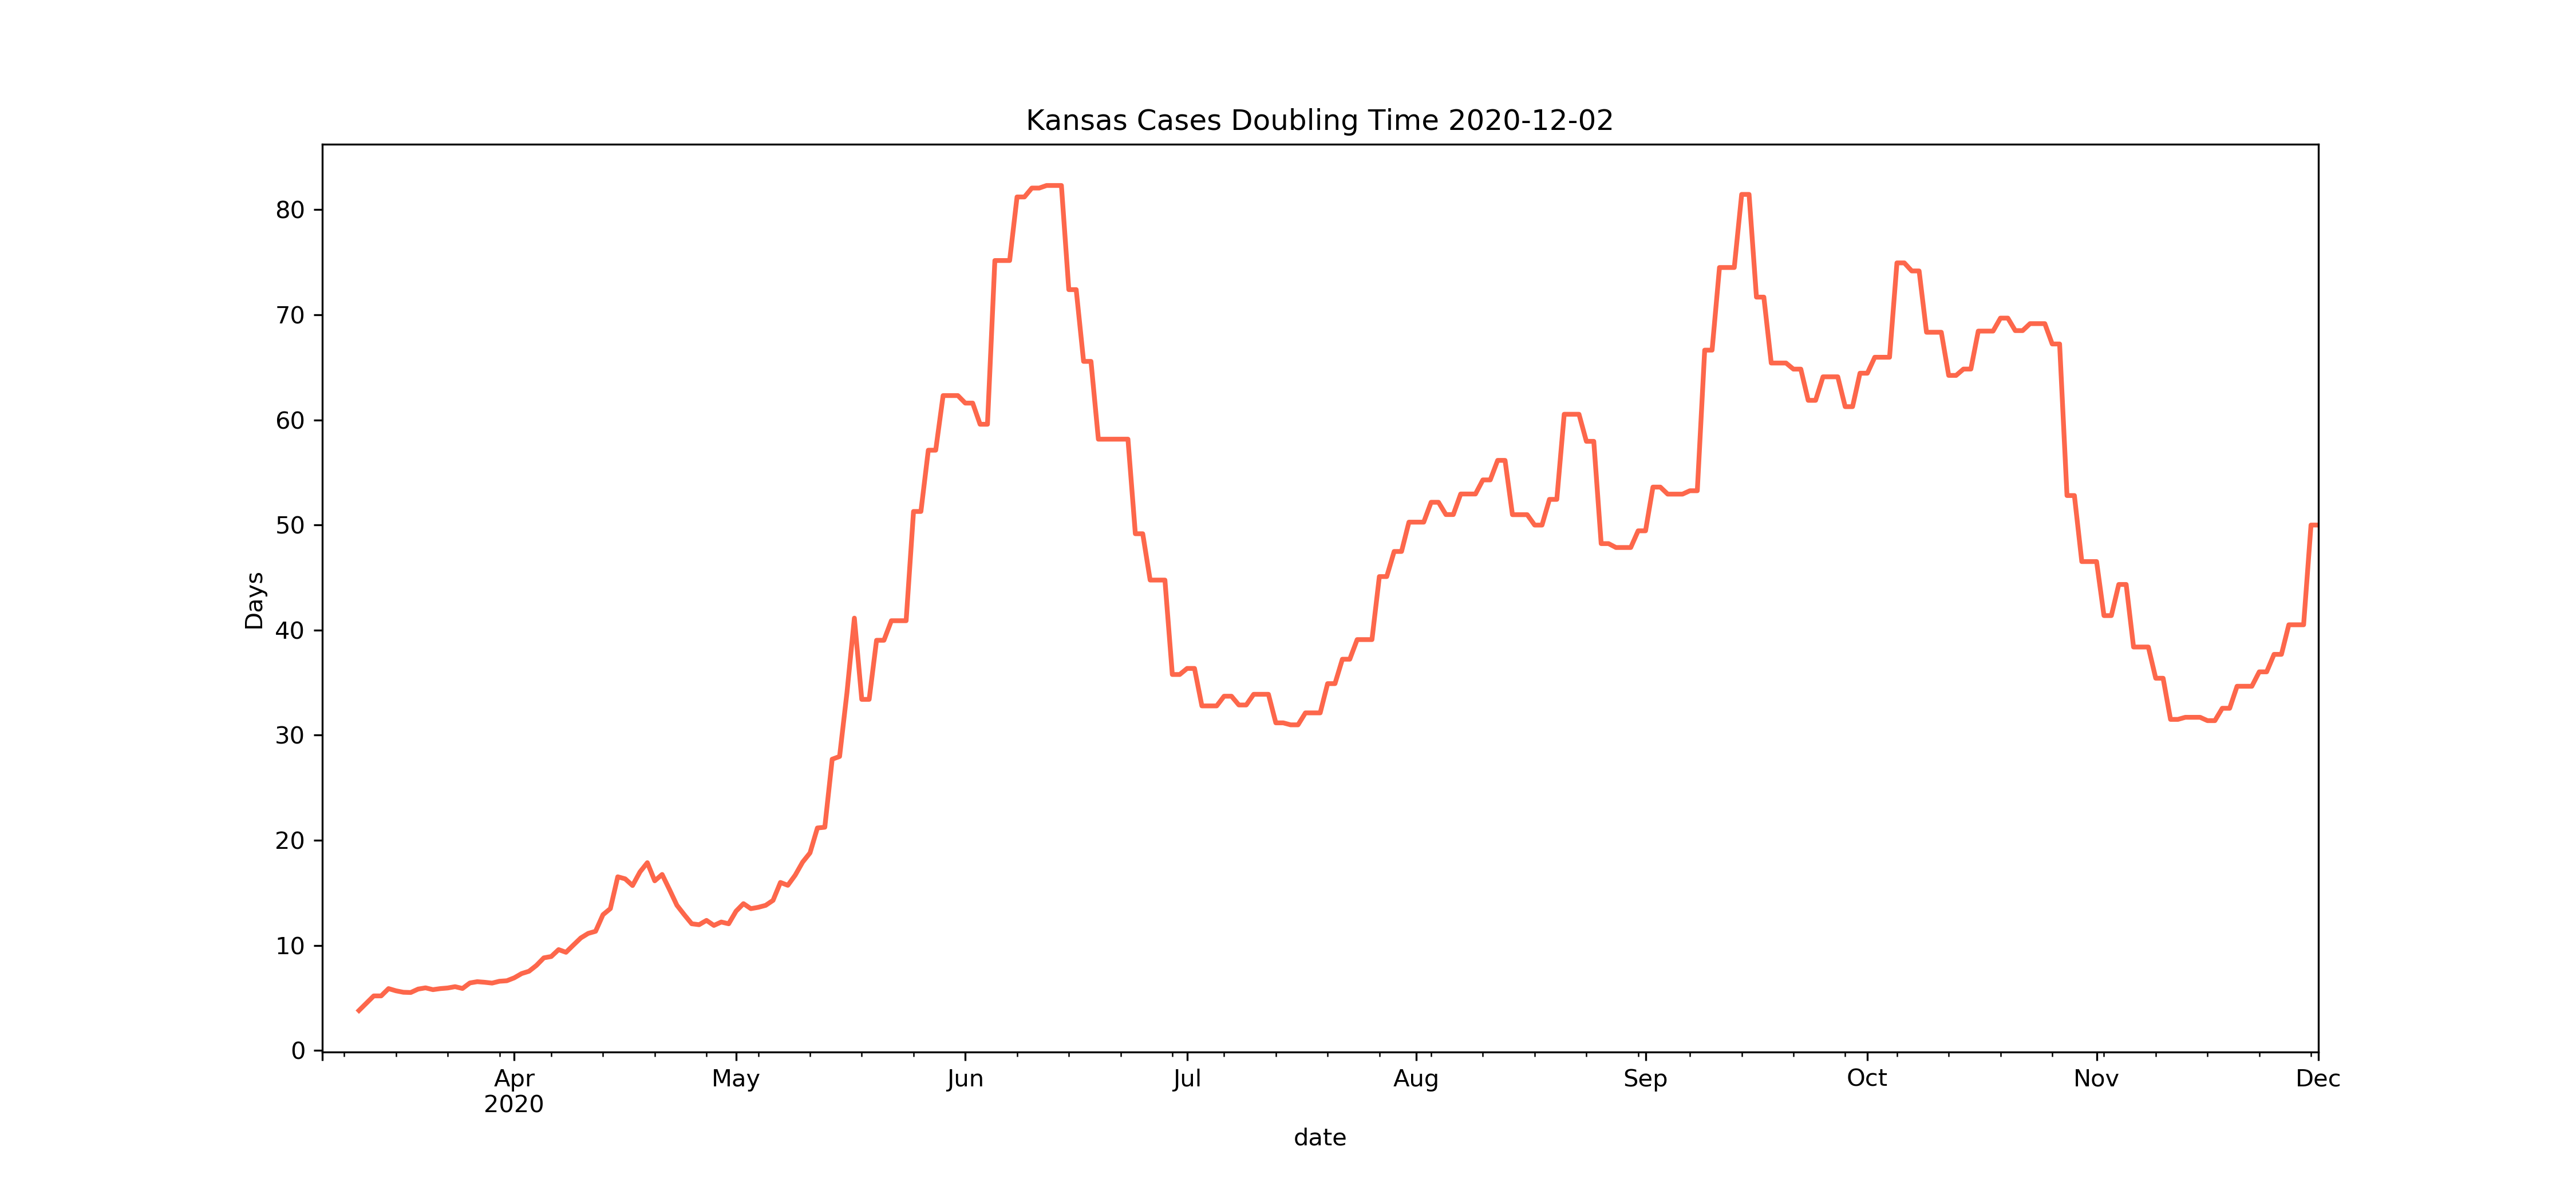 Kansas Cases Doubling Time 2020-12-02
80
70
60
50
40
30
20
10
0
Days
Apr May Jun Jul Aug Sep Oct Nov Dec
2020
date